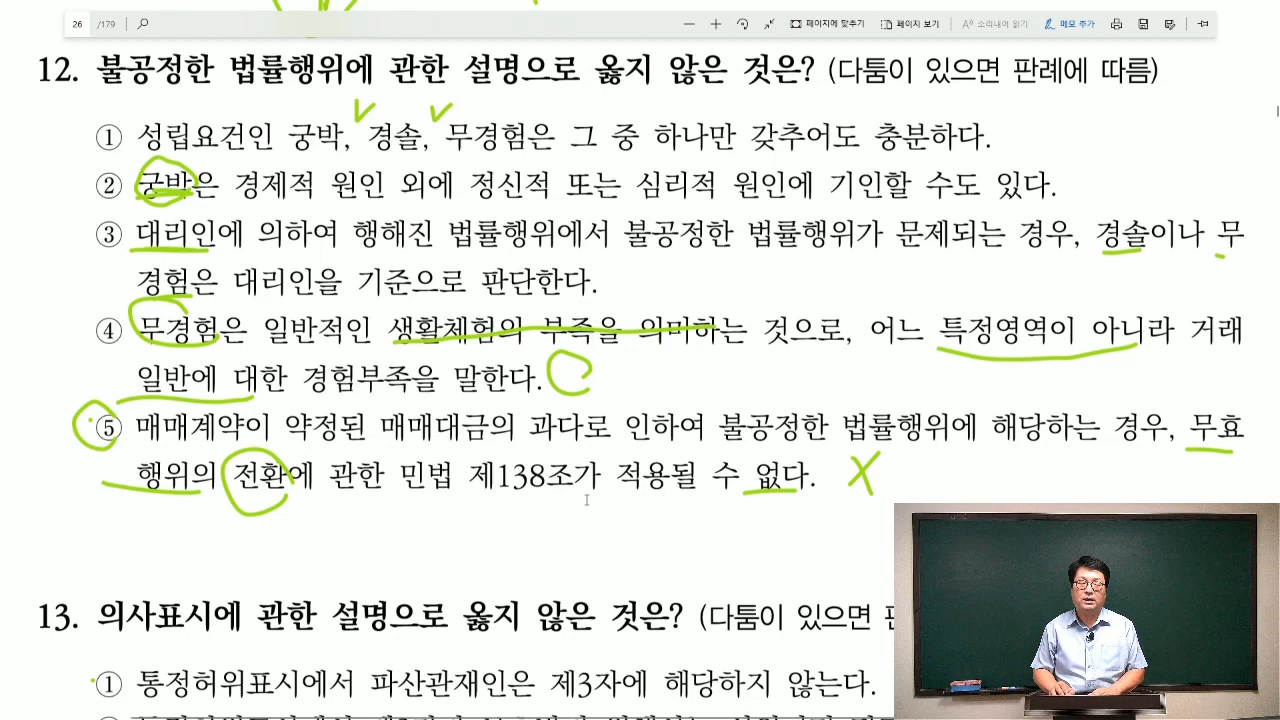 26 /179 페이지에 맞추기 페이지 보기 소리내어 읽기 메모 추가
12. 불공정한 법률행위에 관한 설명으로 옳지 않은 것은? (다툼이 있으면 판례에 따름)
① 성립요건인 궁박, 경솔, 무경험은 그 중 하나만 갖추어도 충분하다.
② 궁박은 경제적 원인 외에 정신적 또는 심리적 원인에 기인할 수도 있다.
③ 대리인에 의하여 행해진 법률행위에서 불공정한 법률행위가 문제되는 경우, 경솔이나 무
경험은 대리인을 기준으로 판단한다.
④ 무경험은 일반적인 생활체험의 부족을 의미하는 것으로, 어느 특정영역이 아니라 거래
일반에 대한 경험부족을 말한다.
⑤ 매매계약이 약정된 매매대금의 과다로 인하여 불공정한 법률행위에 해당하는 경우, 무효
행위의 전환에 관한 민법 제138조가 적용될 수 없다.
13. 의사표시에 관한 설명으로 옳지 않은 것은? (다툼이 있으면
① 통정허위표시에서 파산관재인은 제3자에 해당하지 않는다.